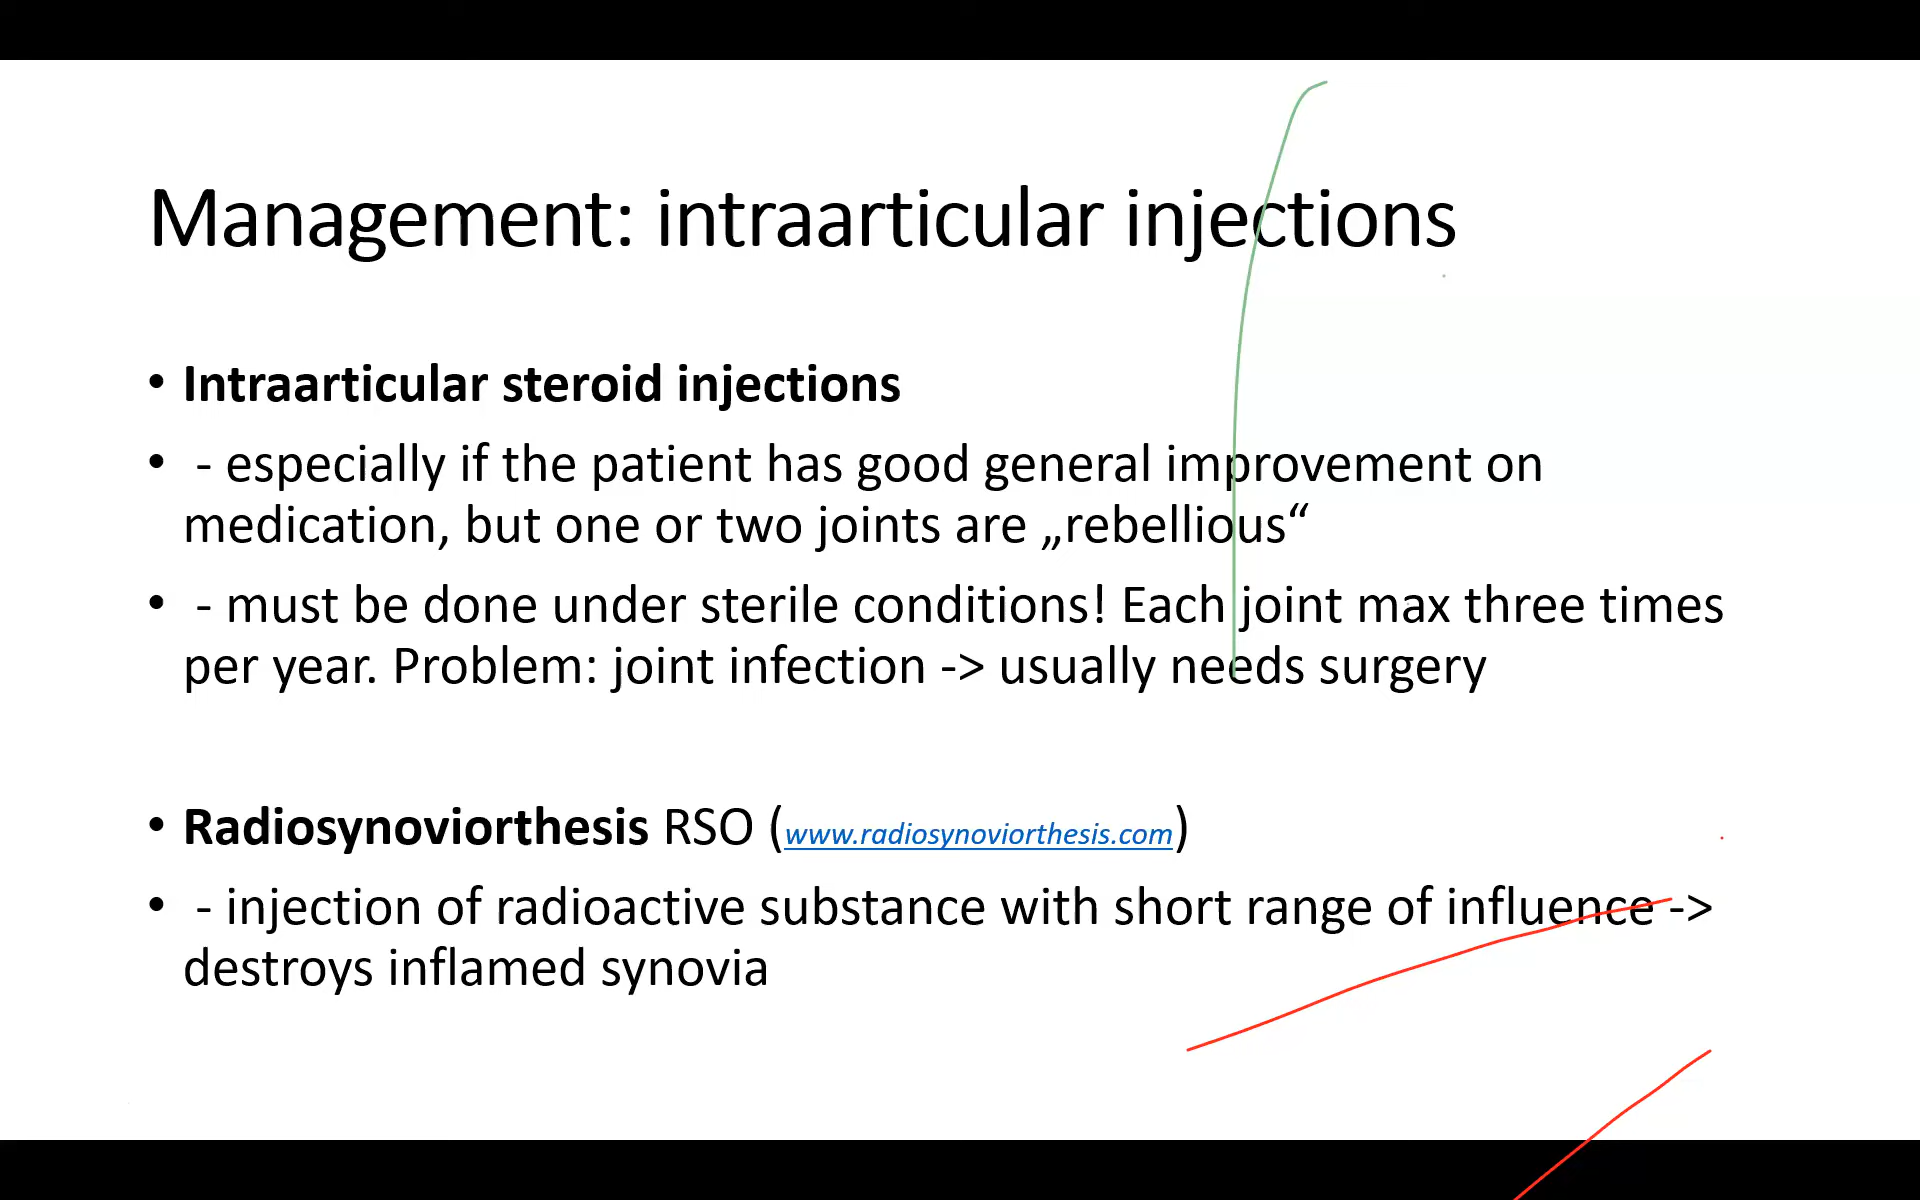 Management: intraarticular injections
• Intraarticular steroid injections
• - especially if the patient has good general improvement on
medication, but one or two joints are „rebellious“
• - must be done under sterile conditions! Each joint max three times
per year. Problem: joint infection -> usually needs surgery
• Radiosynoviorthesis RSO (www.radiosynoviorthesis.com)
• - injection of radioactive substance with short range of influence ->
destroys inflamed synovia